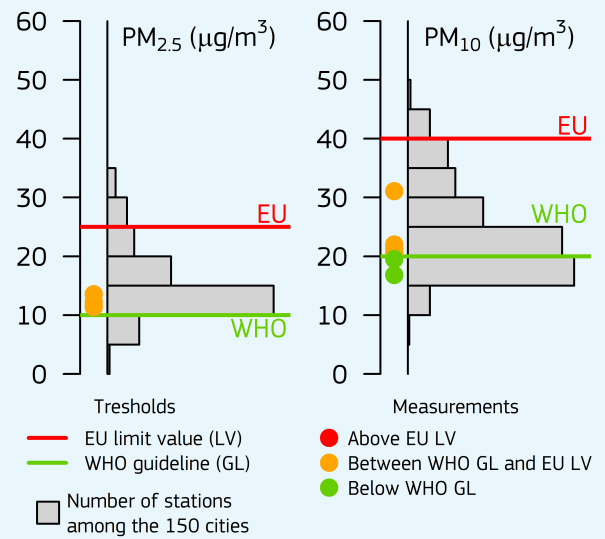 PM2.5 (µg/m³)
60
50
40
30
20
10
0
EU
WHO
PM10 (µg/m³)
60
50
40
30
20
10
0
EU
WHO
Tresholds
EU limit value (LV)
WHO guideline (GL)
Number of stations
among the 150 cities
Measurements
Above EU LV
Between WHO GL and EU LV
Below WHO GL